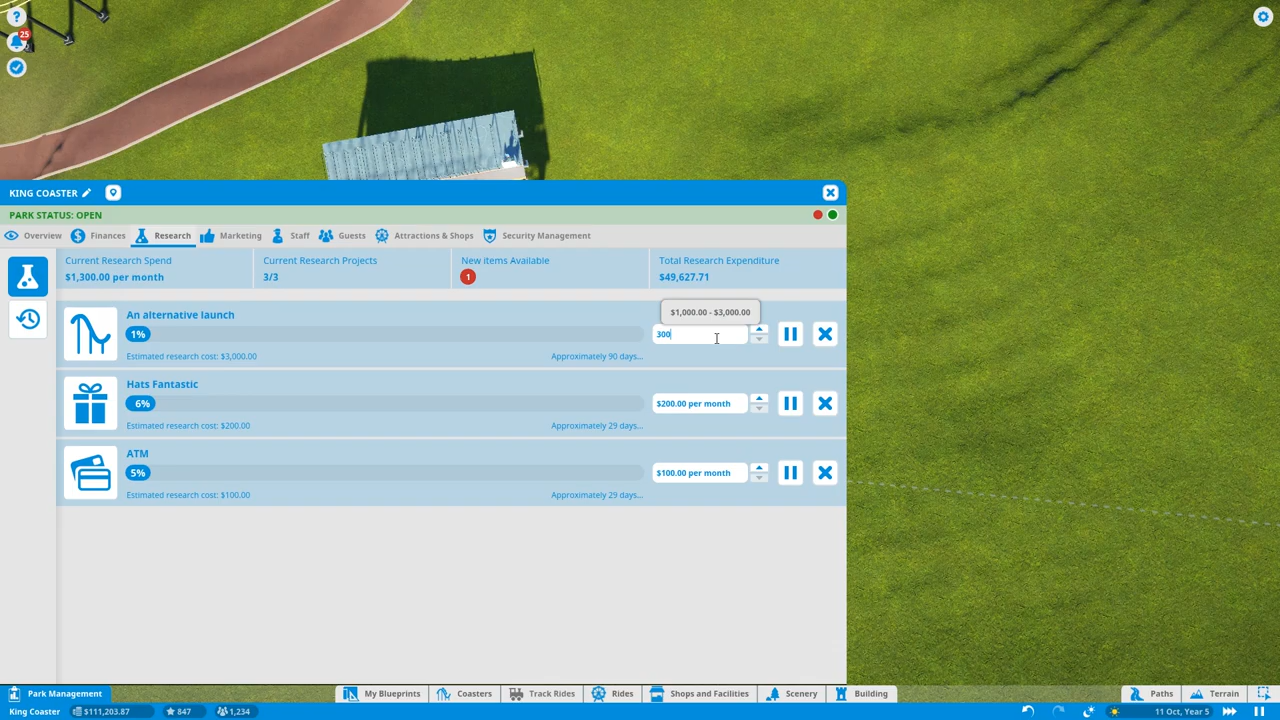 ?
25
KING COASTER
PARK STATUS: OPEN
Overview Finances Research Marketing Staff Guests Attractions & Shops Security Management
Current Research Spend
$1,300.00 per month
Current Research Projects
3/3
New items Available
1
Total Research Expenditure
$49,627.71
An alternative launch
$1,000.00 - $3,000.00
1%
300
Estimated research cost: $3,000.00
Approximately 90 days...
Hats Fantastic
6%
$200.00 per month
Estimated research cost: $200.00
Approximately 29 days...
ATM
5%
$100.00 per month
Estimated research cost: $100.00
Approximately 29 days...
Park Management My Blueprints Coasters Track Rides Rides Shops and Facilities Scenery Building Paths Terrain
King Coaster $111,203.87 847 1,234 11 Oct, Year 5